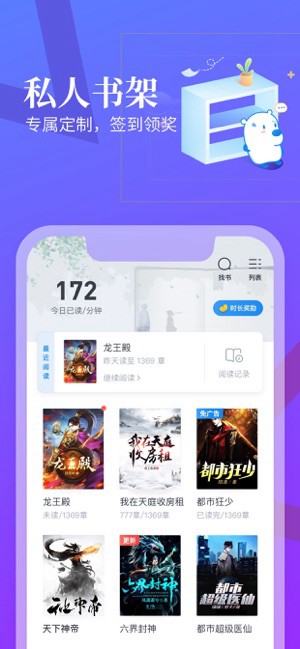 私人书架
专属定制，签到领奖
找书
列表
172
今日已读/分钟
时长奖励
最近阅读
龙王殿
昨天读至 1369 章
继续阅读 >
阅读记录
龙王殿
我在天庭收房租
免广告
都市狂少
龙王殿
未读/1369章
我在天庭收房租
777章/1369章
都市狂少
已读完/1369章
更新
六界封神
都市超级医仙
天下神帝
六界封神
都市超级医仙